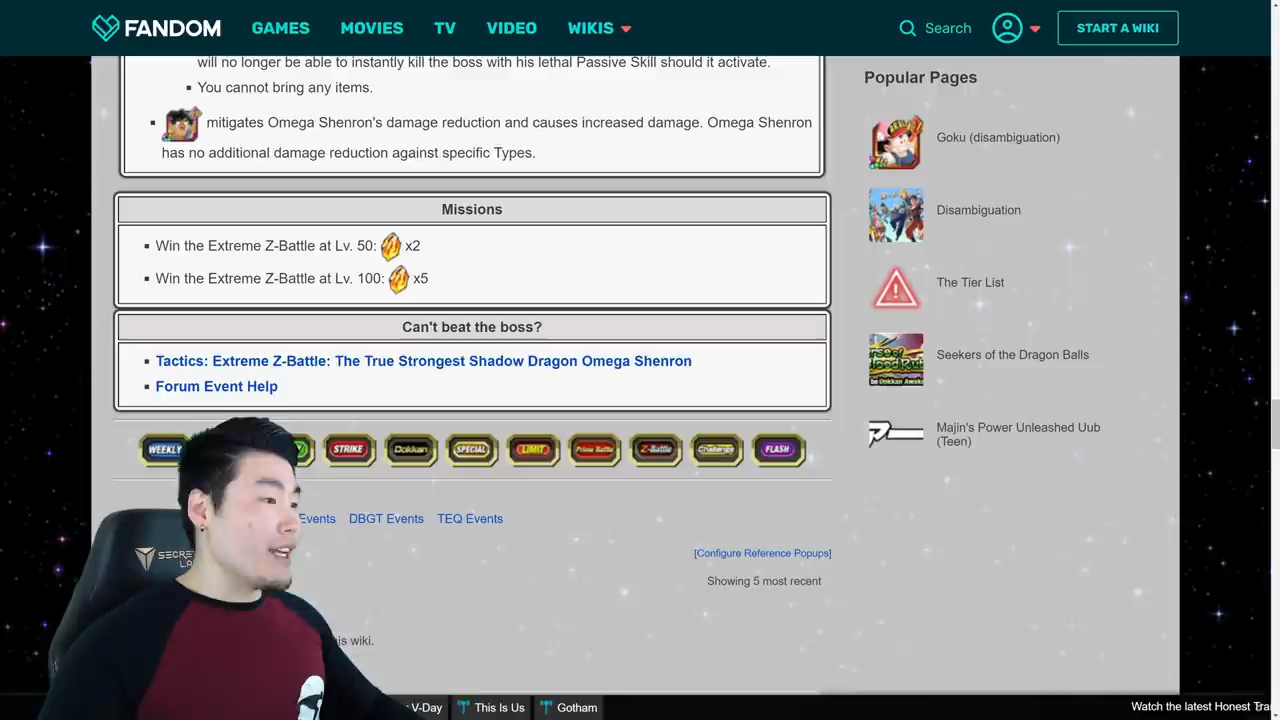 FANDOM
GAMES MOVIES TV VIDEO WIKIS Search START A WIKI
will no longer be able to instantly kill the boss with his lethal Passive Skill should it activate.
You cannot bring any items.
mitigates Omega Shenron's damage reduction and causes increased damage. Omega Shenron
has no additional damage reduction against specific Types.
Missions
Win the Extreme Z-Battle at Lv. 50: x2
Win the Extreme Z-Battle at Lv. 100: x5
Can't beat the boss?
Tactics: Extreme Z-Battle: The True Strongest Shadow Dragon Omega Shenron
Forum Event Help
WEEKLY STRIKE Dokkan SPECIAL LIMIT Prime Battle Z-Battle Challenge FLASH
Events DBGT Events TEQ Events
[Configure Reference Popups]
Showing 5 most recent
is wiki.
Popular Pages
Goku (disambiguation)
Disambiguation
The Tier List
Seekers of the Dragon Balls
Majin's Power Unleashed Uub
(Teen)
V-Day This Is Us Gotham
Watch the latest Honest Tra